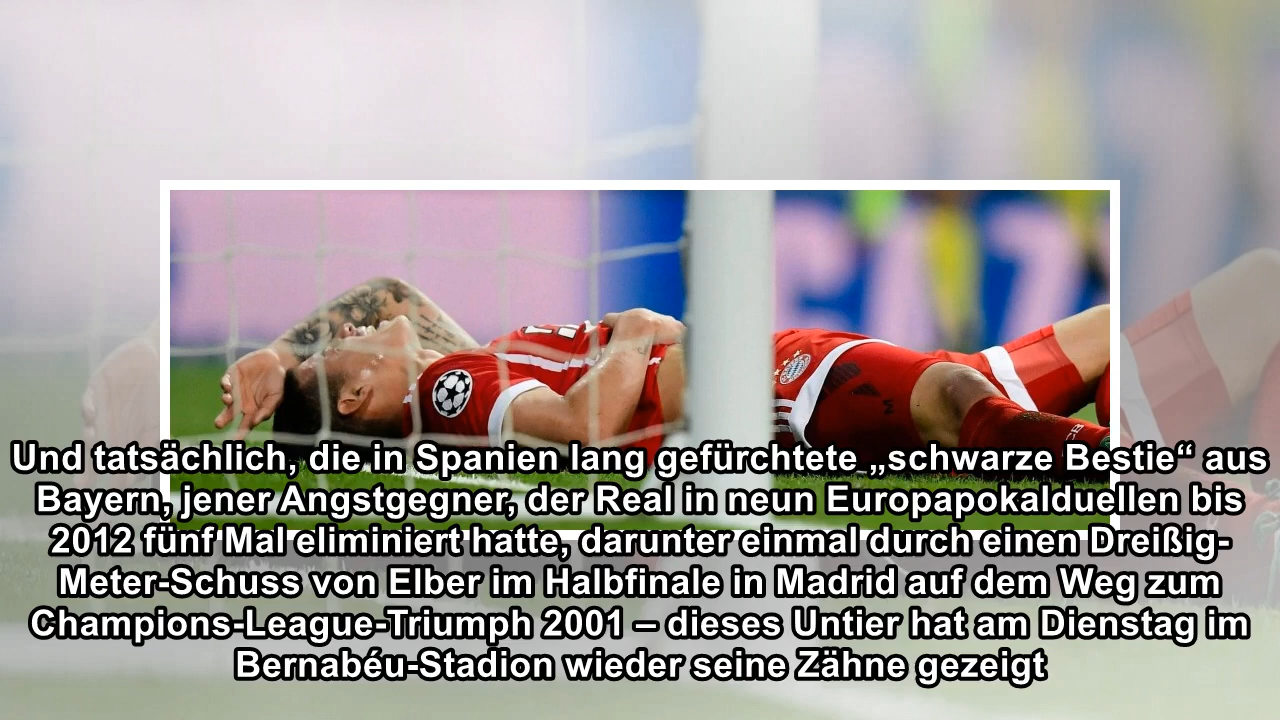 Und tatsächlich, die in Spanien lang gefürchtete „schwarze Bestie“ aus
Bayern, jener Angstgegner, der Real in neun Europapokalduellen bis
2012 fünf Mal eliminiert hatte, darunter einmal durch einen Dreißig-
Meter-Schuss von Elber im Halbfinale in Madrid auf dem Weg zum
Champions-League-Triumph 2001 – dieses Untier hat am Dienstag im
Bernabéu-Stadion wieder seine Zähne gezeigt